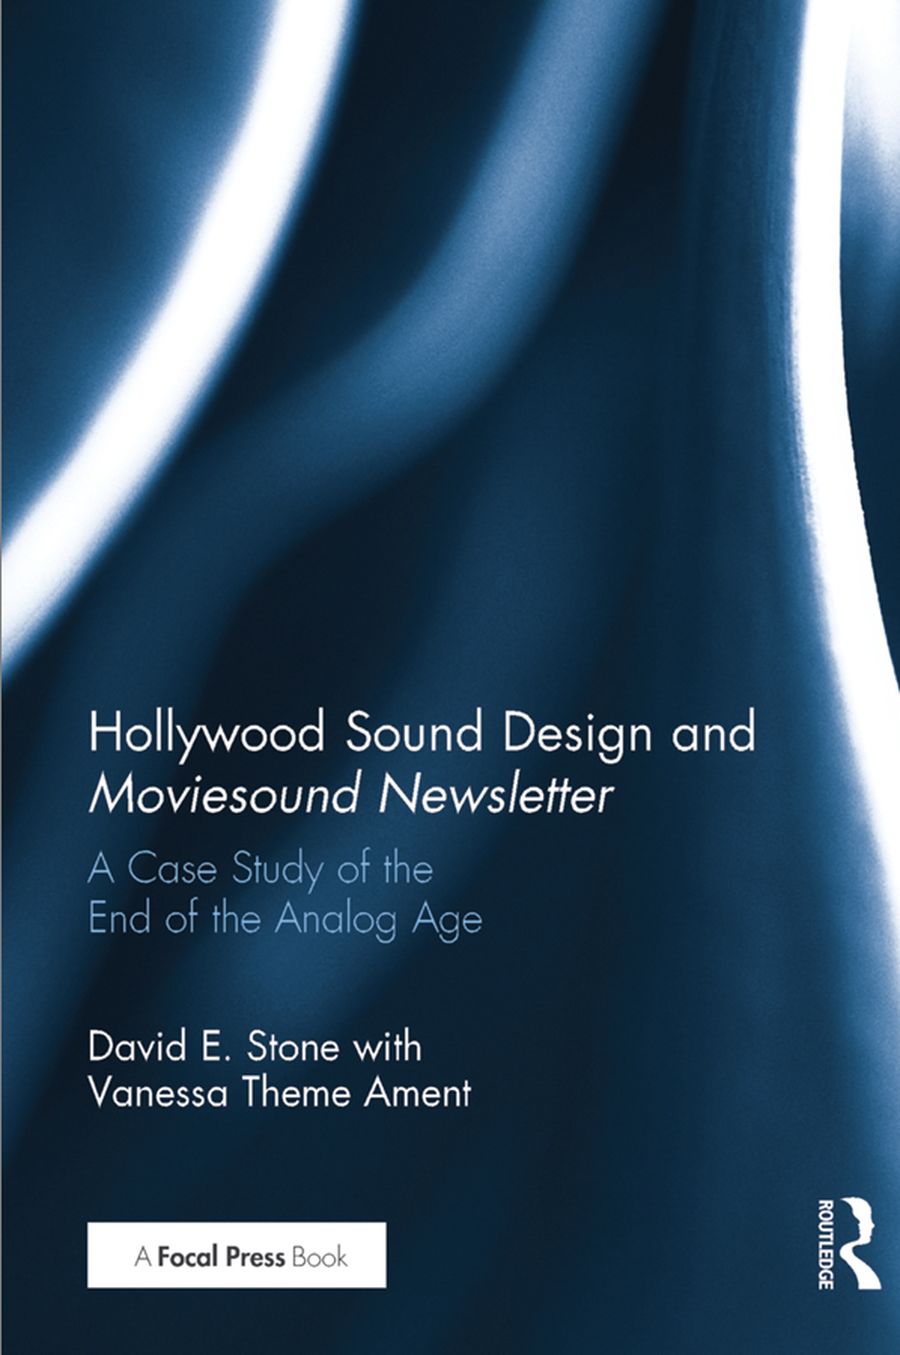 Hollywood Sound Design and
Moviesound Newsletter
A Case Study of the
End of the Analog Age
David E. Stone with
Vanessa Theme Ament
A Focal Press Book
ROUTLEDGE